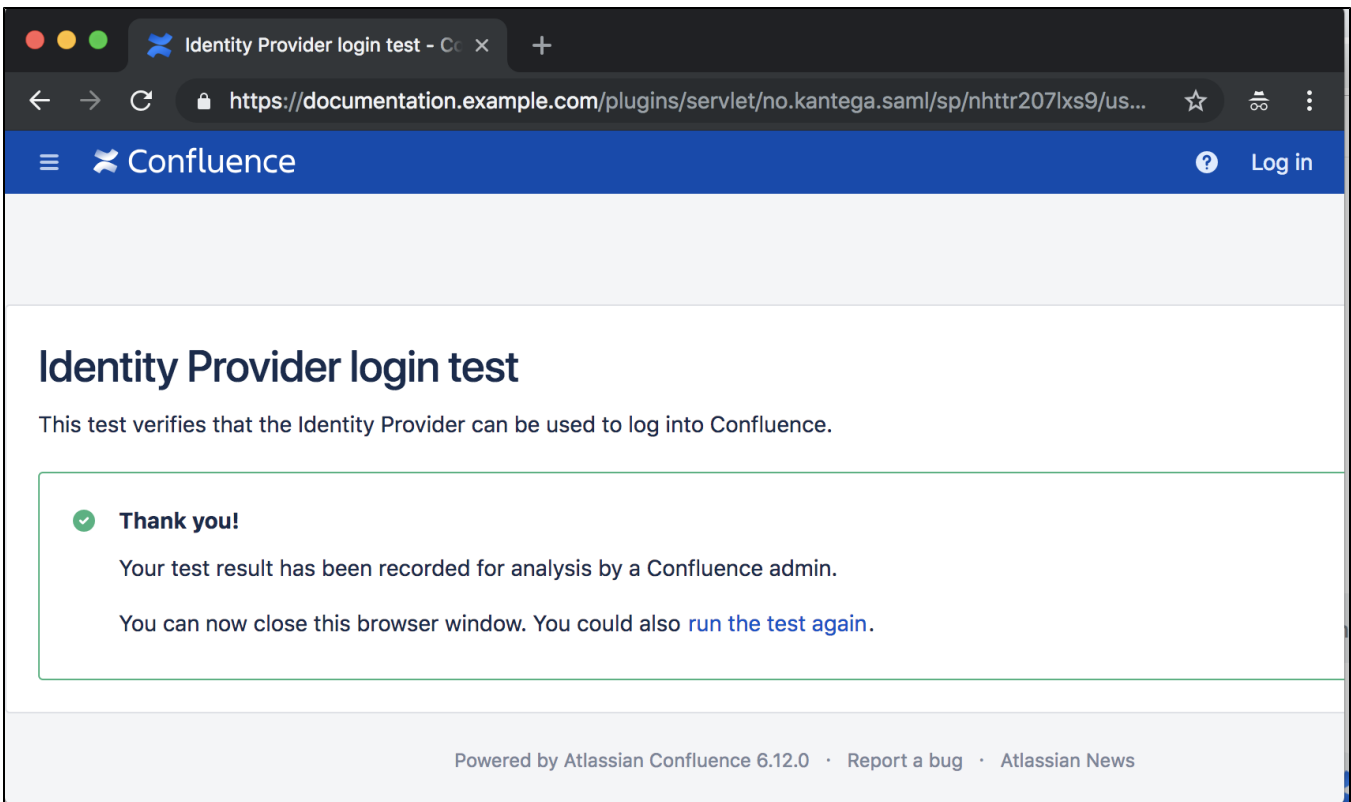 Identity Provider login test - Co
https://documentation.example.com/plugins/servlet/no.kantega.saml/sp/nhttr207lxs9/us...
Confluence
Log in
Identity Provider login test
This test verifies that the Identity Provider can be used to log into Confluence.
Thank you!
Your test result has been recorded for analysis by a Confluence admin.
You can now close this browser window. You could also run the test again.
Powered by Atlassian Confluence 6.12.0 · Report a bug · Atlassian News